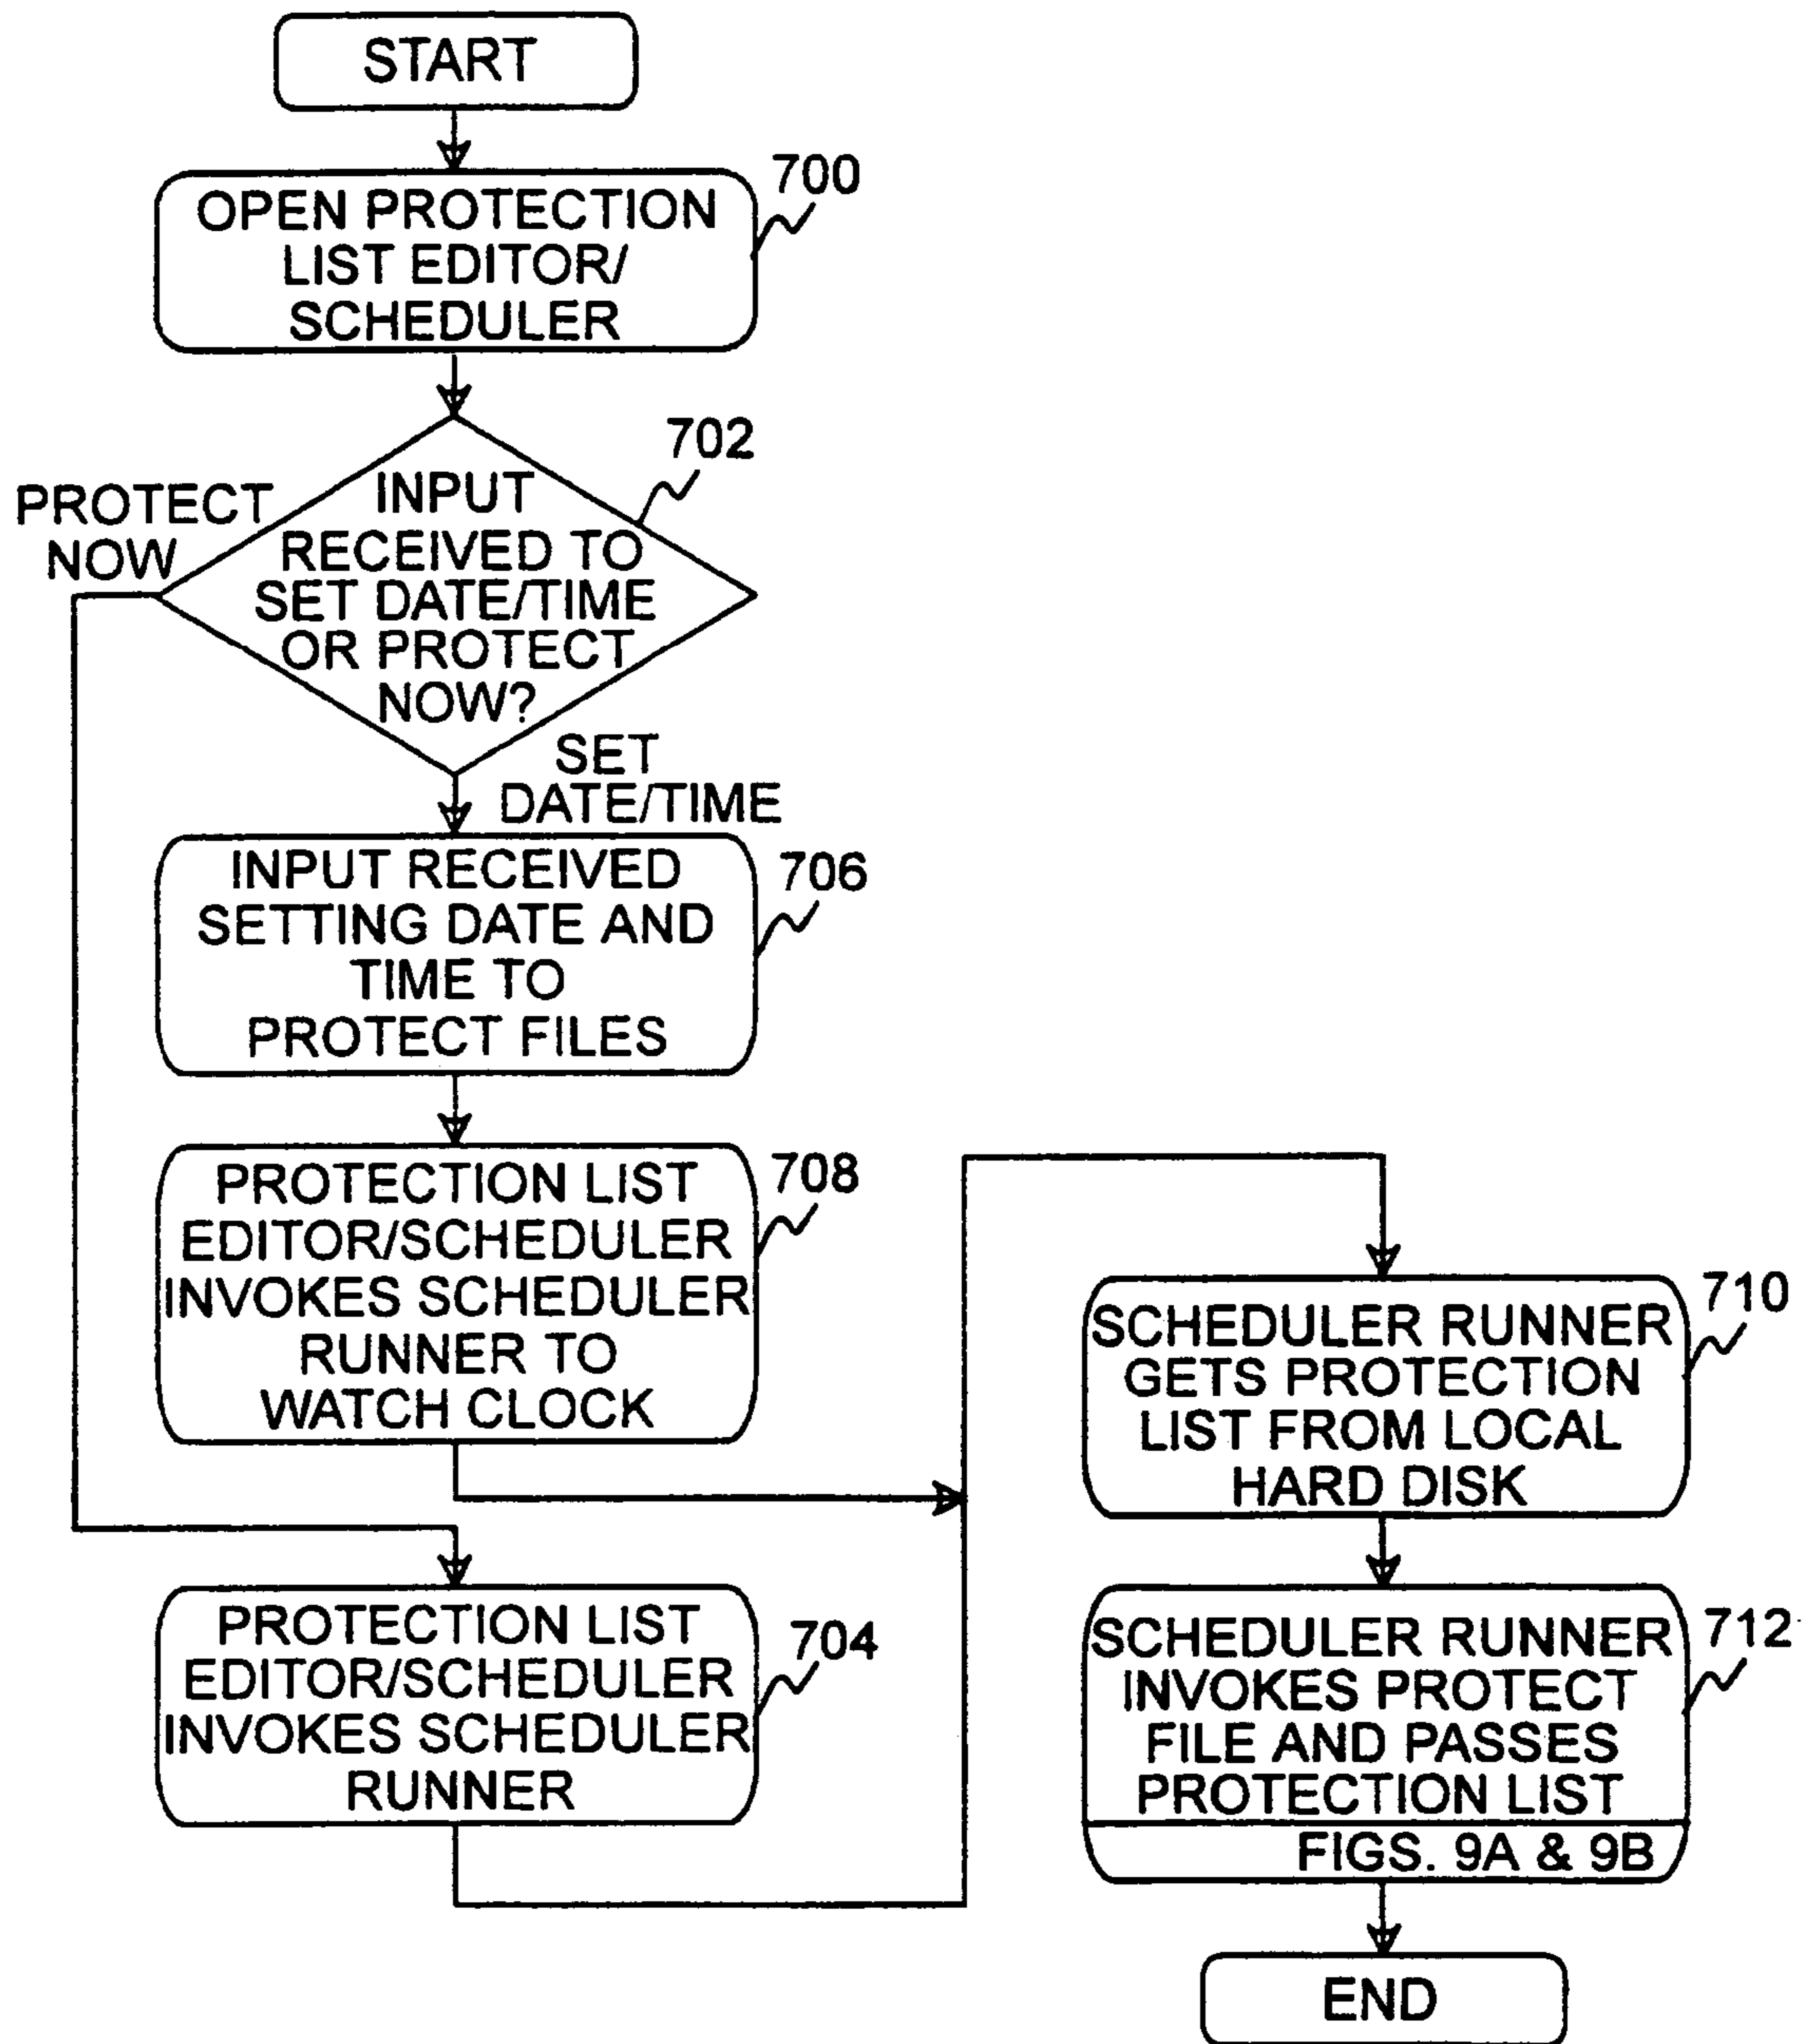 START
OPEN PROTECTION
LIST EDITOR/
SCHEDULER
700
INPUT
RECEIVED TO
SET DATE/TIME
OR PROTECT
NOW?
702
PROTECT
NOW
SET
DATE/TIME
INPUT RECEIVED
SETTING DATE AND
TIME TO
PROTECT FILES
706
PROTECTION LIST
EDITOR/SCHEDULER
INVOKES SCHEDULER
RUNNER TO
WATCH CLOCK
708
PROTECTION LIST
EDITOR/SCHEDULER
INVOKES SCHEDULER
RUNNER
704
SCHEDULER RUNNER
GETS PROTECTION
LIST FROM LOCAL
HARD DISK
710
SCHEDULER RUNNER
INVOKES PROTECT
FILE AND PASSES
PROTECTION LIST
FIGS. 9A & 9B
712
END